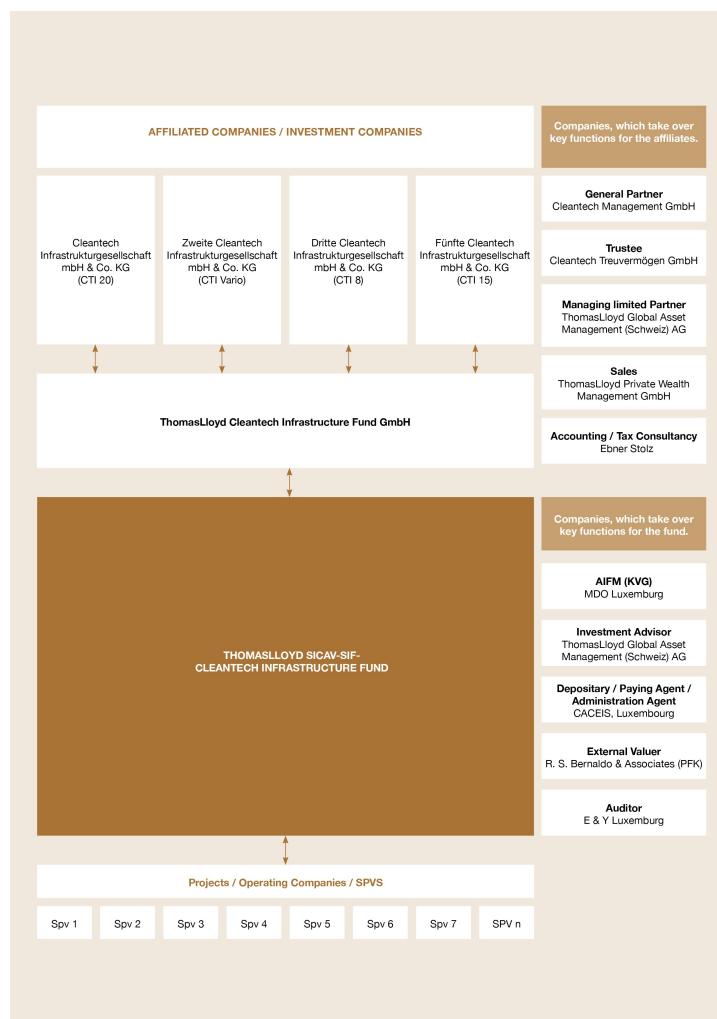 AFFILIATED COMPANIES / INVESTMENT COMPANIES
Cleantech
Infrastrukturgesellschaft
mbH & Co. KG
(CTI 20)
Zweite Cleantech
Infrastrukturgesellschaft
mbH & Co. KG
(CTI Vario)
Dritte Cleantech
Infrastrukturgesellschaft
mbH & Co. KG
(CTI 8)
Fünfte Cleantech
Infrastrukturgesellschaft
mbH & Co. KG
(CTI 15)
ThomasLloyd Cleantech Infrastructure Fund GmbH
THOMASLLOYD SICAV-SIF-
CLEANTECH INFRASTRUCTURE FUND
Projects / Operating Companies / SPVS
Spv 1
Spv 2
Spv 3
Spv 4
Spv 5
Spv 6
Spv 7
SPV n
Companies, which take over
key functions for the affiliates.
General Partner
Cleantech Management GmbH
Trustee
Cleantech Treuvermögen GmbH
Managing limited Partner
ThomasLloyd Global Asset
Management (Schweiz) AG
Sales
ThomasLloyd Private Wealth
Management GmbH
Accounting / Tax Consultancy
Ebner Stolz
Companies, which take over
key functions for the fund.
AIFM (KVG)
MDO Luxemburg
Investment Advisor
ThomasLloyd Global Asset
Management (Schweiz) AG
Depositary / Paying Agent /
Administration Agent
CACEIS, Luxembourg
External Valuer
R. S. Bernaldo & Associates (PFK)
Auditor
E & Y Luxemburg